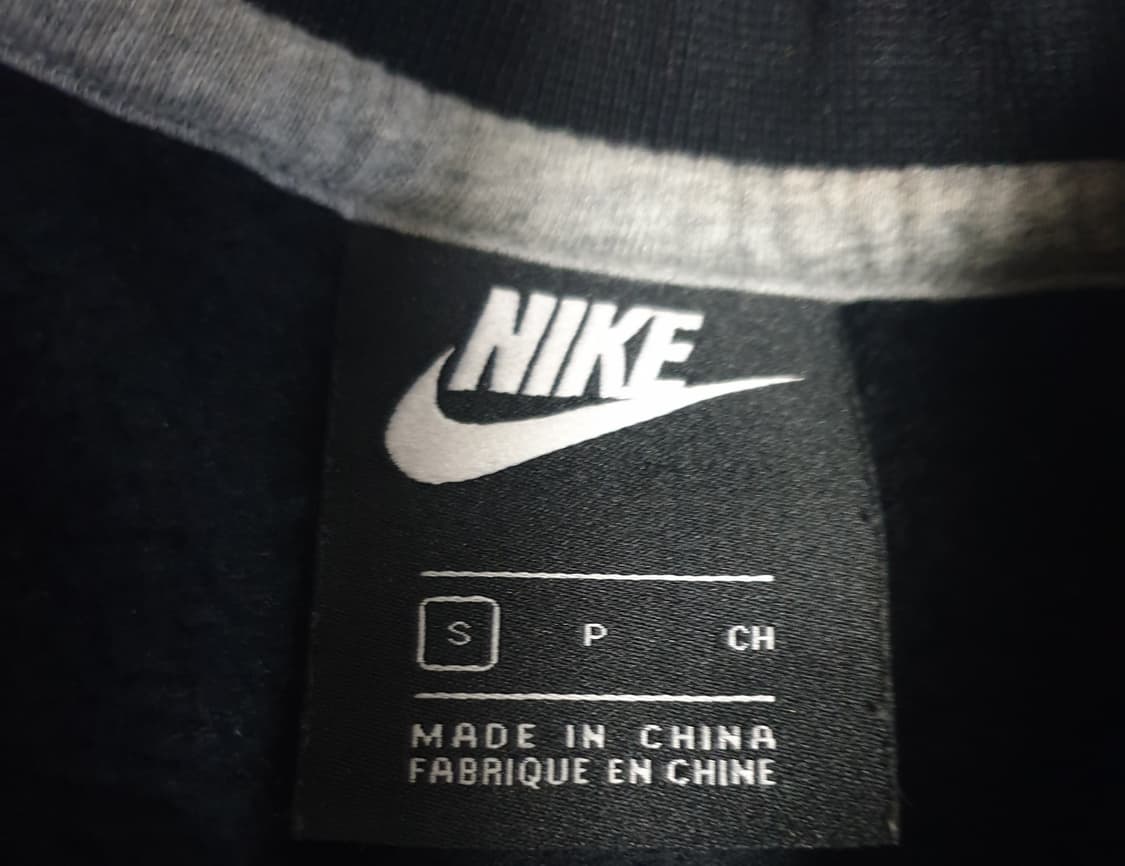 NIKE
S P CH
MADE IN CHINA
FABRIQUE EN CHINE